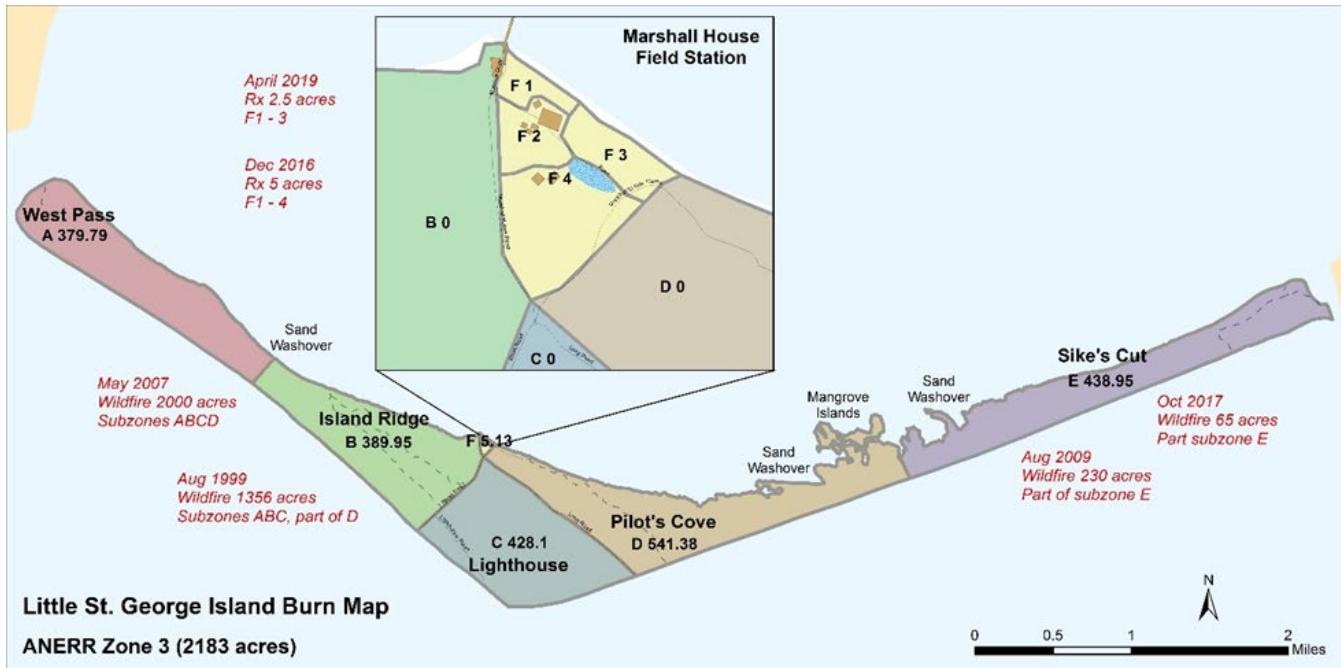 Marshall House
Field Station
April 2019
Rx 2.5 acres
F1 - 3
Dec 2016
Rx 5 acres
F1 - 4
F 1
F 2
F 3
F 4
B 0
D 0
C 0
West Pass
A 379.79
Sand
Washover
May 2007
Wildfire 2000 acres
Subzones ABCD
Island Ridge
B 389.95
F 5.13
Aug 1999
Wildfire 1356 acres
Subzones ABC, part of D
C 428.1
Lighthouse
Pilot's Cove
D 541.38
Sand
Washover
Mangrove
Islands
Sand
Washover
Sike's Cut
E 438.95
Oct 2017
Wildfire 65 acres
Part subzone E
Aug 2009
Wildfire 230 acres
Part of subzone E
Little St. George Island Burn Map
ANERR Zone 3 (2183 acres)
N
0 0.5 1 2
Miles